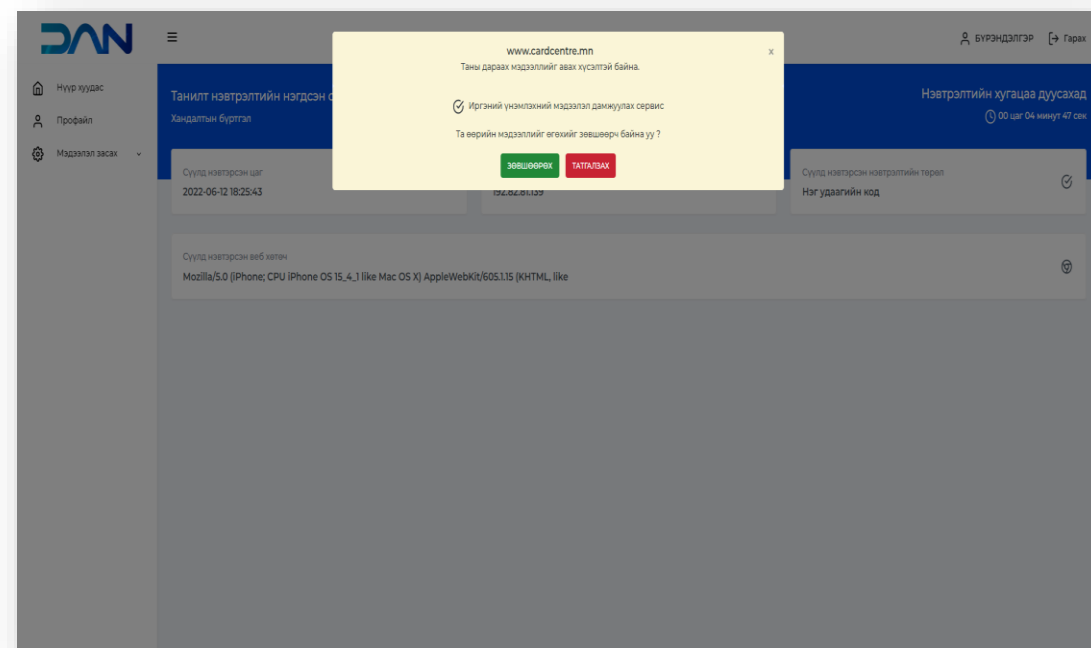 DAN
БҮРЭНДЭЛГЭР
Гарах
www.cardcentre.mn
x
Таны дараах мэдээллийг авах хүсэлтэй байна.
Иргэний үнэмлэхний мэдээлэл дамжуулах сервис
Та өөрийн мэдээллийг өгөхийг зөвшөөрч байна уу ?
ЗӨВШӨӨРӨХ
ТАТГАЛЗАХ
Нүүр хуудас
Профайл
Мэдээлэл засах
Танилт нэвтрэлтийн нэгдсэн с
Хандалтын бүртгэл
Нэвтрэлтийн хугацаа дуусахад
00 цаг 04 минут 47 сек
Сүүлд нэвтэрсэн цаг
2022-06-12 18:25:43
192.82.81.139
Сүүлд нэвтэрсэн нэвтрэлтийн төрөл
Нэг удаагийн код
Сүүлд нэвтэрсэн веб хөтөч
Mozilla/5.0 (iPhone; CPU iPhone OS 15_4_1 like Mac OS X) AppleWebKit/605.1.15 (KHTML, like